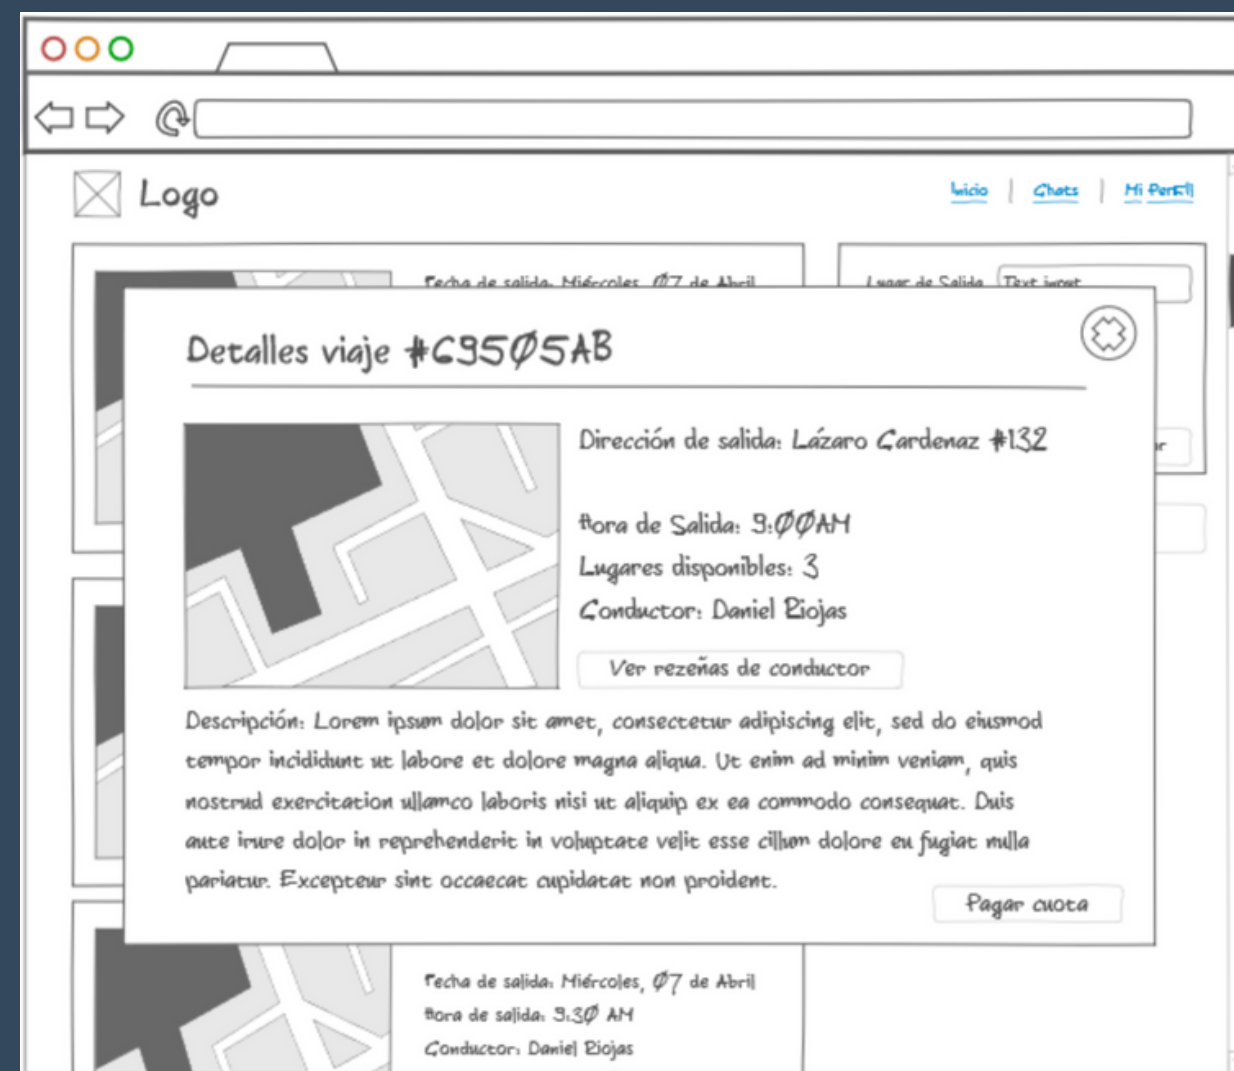 Logo
Inicio | Chats | Mi Perfil
Fecha de salida: Miércoles, 07 de Abril
Lugar de Salida Text input
Detalles viaje #C9505AB
Dirección de salida: Lázaro Cardenaz #132
Hora de Salida: 9:00AM
Lugares disponibles: 3
Conductor: Daniel Riojas
Ver rezeñas de conductor
Descripción: Lorem ipsum dolor sit amet, consectetur adipiscing elit, sed do eiusmod
tempor incididunt ut labore et dolore magna aliqua. Ut enim ad minim veniam, quis
nostrud exercitation ullamco laboris nisi ut aliquip ex ea commodo consequat. Duis
aute irure dolor in reprehenderit in voluptate velit esse cillum dolore eu fugiat nulla
pariatur. Excepteur sint occaecat cupidatat non proident.
Pagar cuota
Fecha de salida: Miércoles, 07 de Abril
Hora de salida: 9:30 AM
Conductor: Daniel Riojas